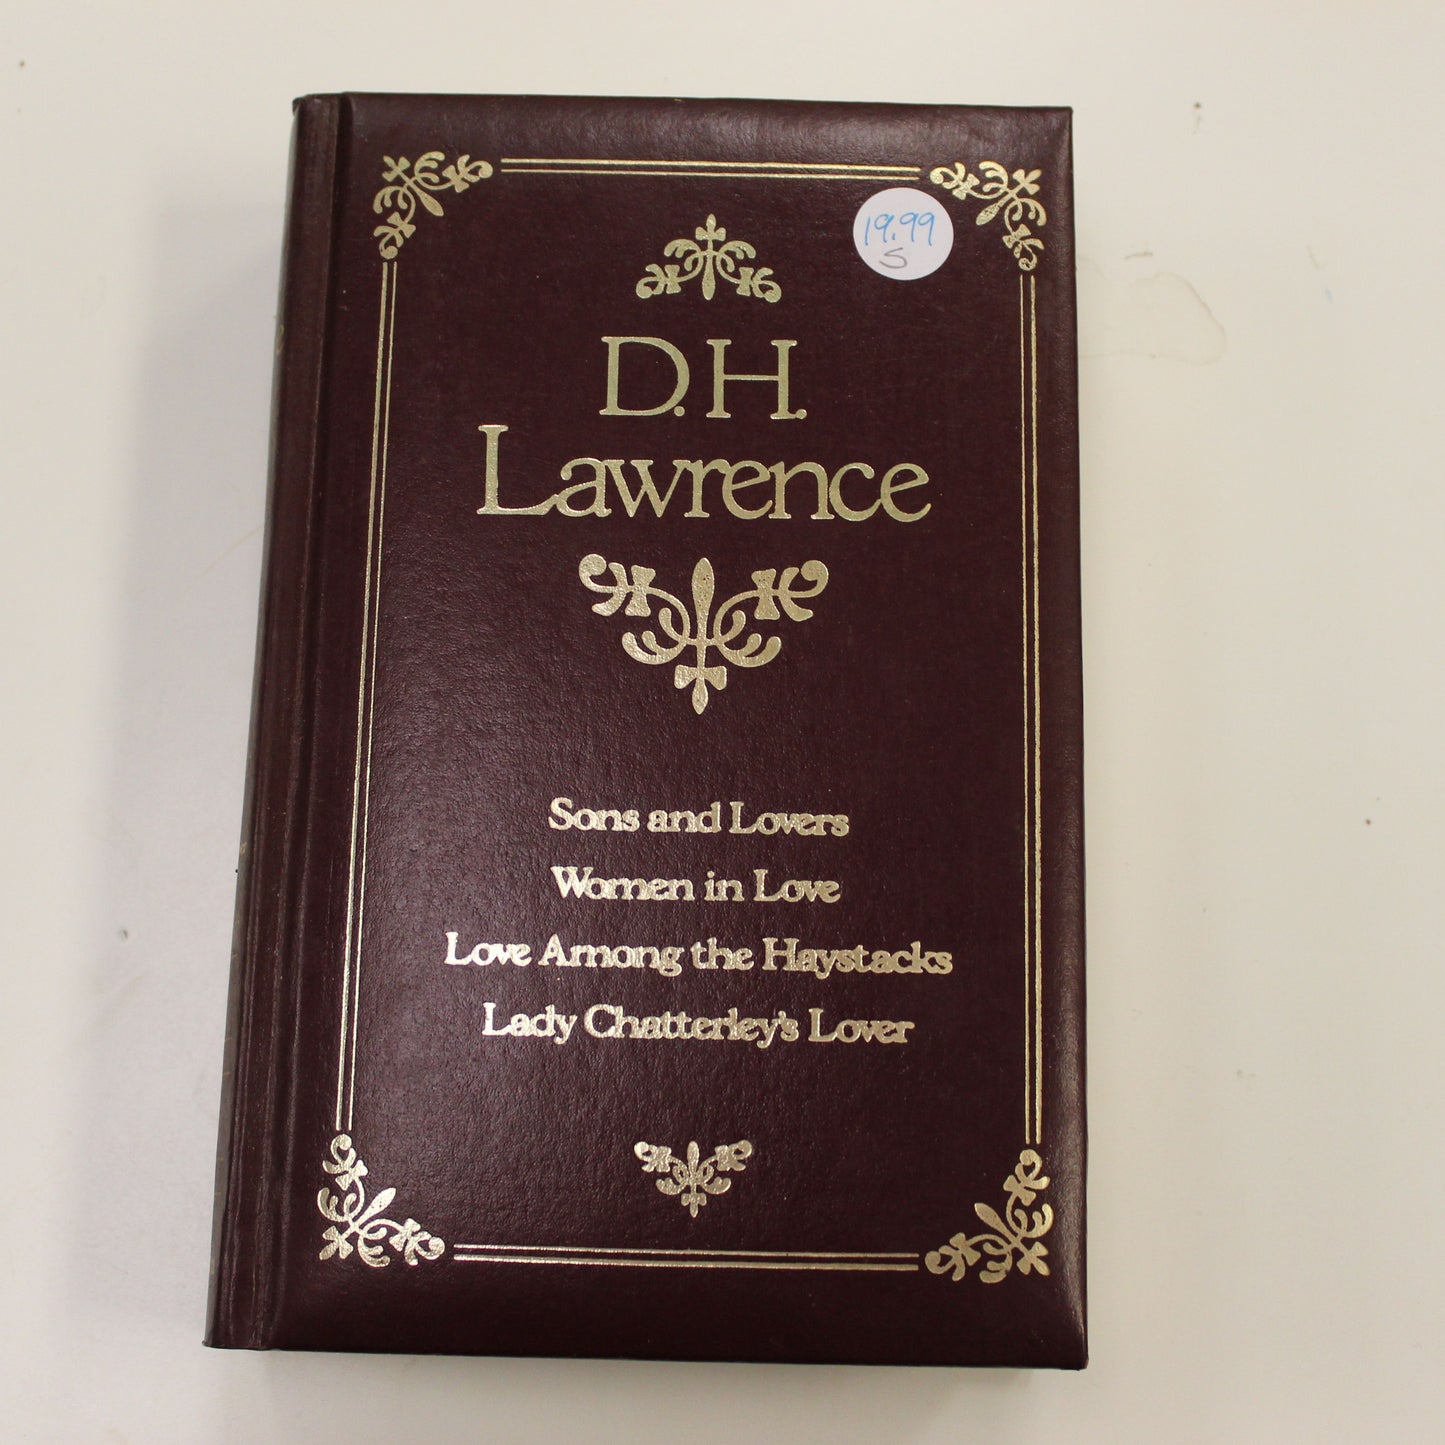 19.99
S
D.H.
Lawrence
Sons and Lovers
Women in Love
Love Among the Haystacks
Lady Chatterley's Lover